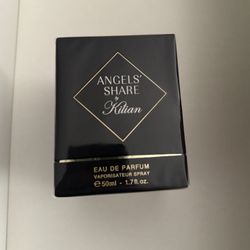 ANGELS'
SHARE
by
Kilian
EAU DE PARFUM
VAPORISATEUR SPRAY
℮50ml - 1.7fl.oz.